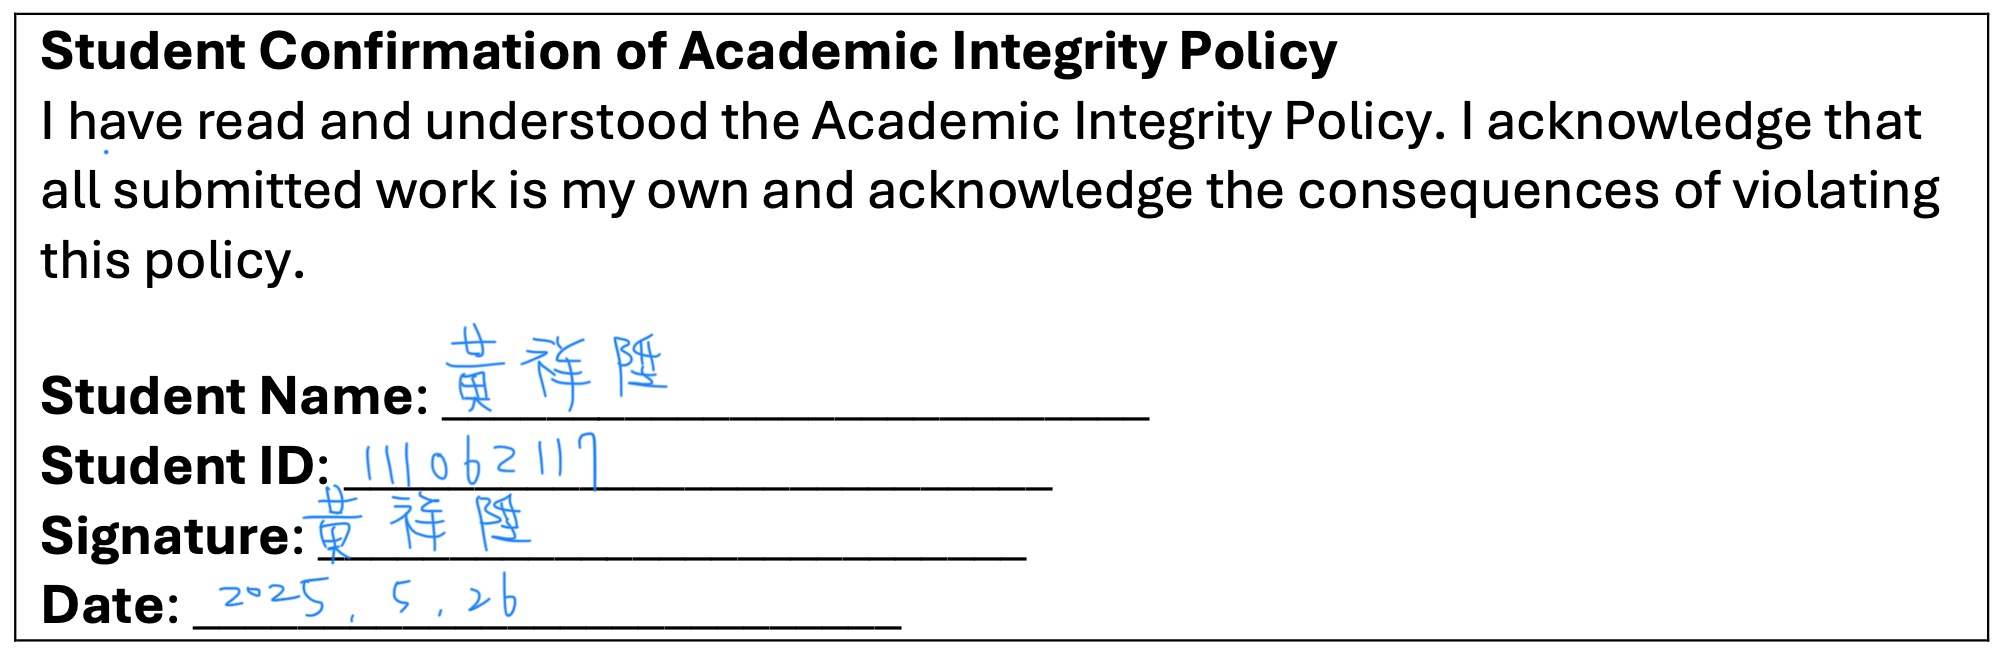 Student Confirmation of Academic Integrity Policy
I have read and understood the Academic Integrity Policy. I acknowledge that
all submitted work is my own and acknowledge the consequences of violating
this policy.
Student Name: 黃祥陞
Student ID: 111062117
Signature: 黃祥陞
Date: 2025.5.26